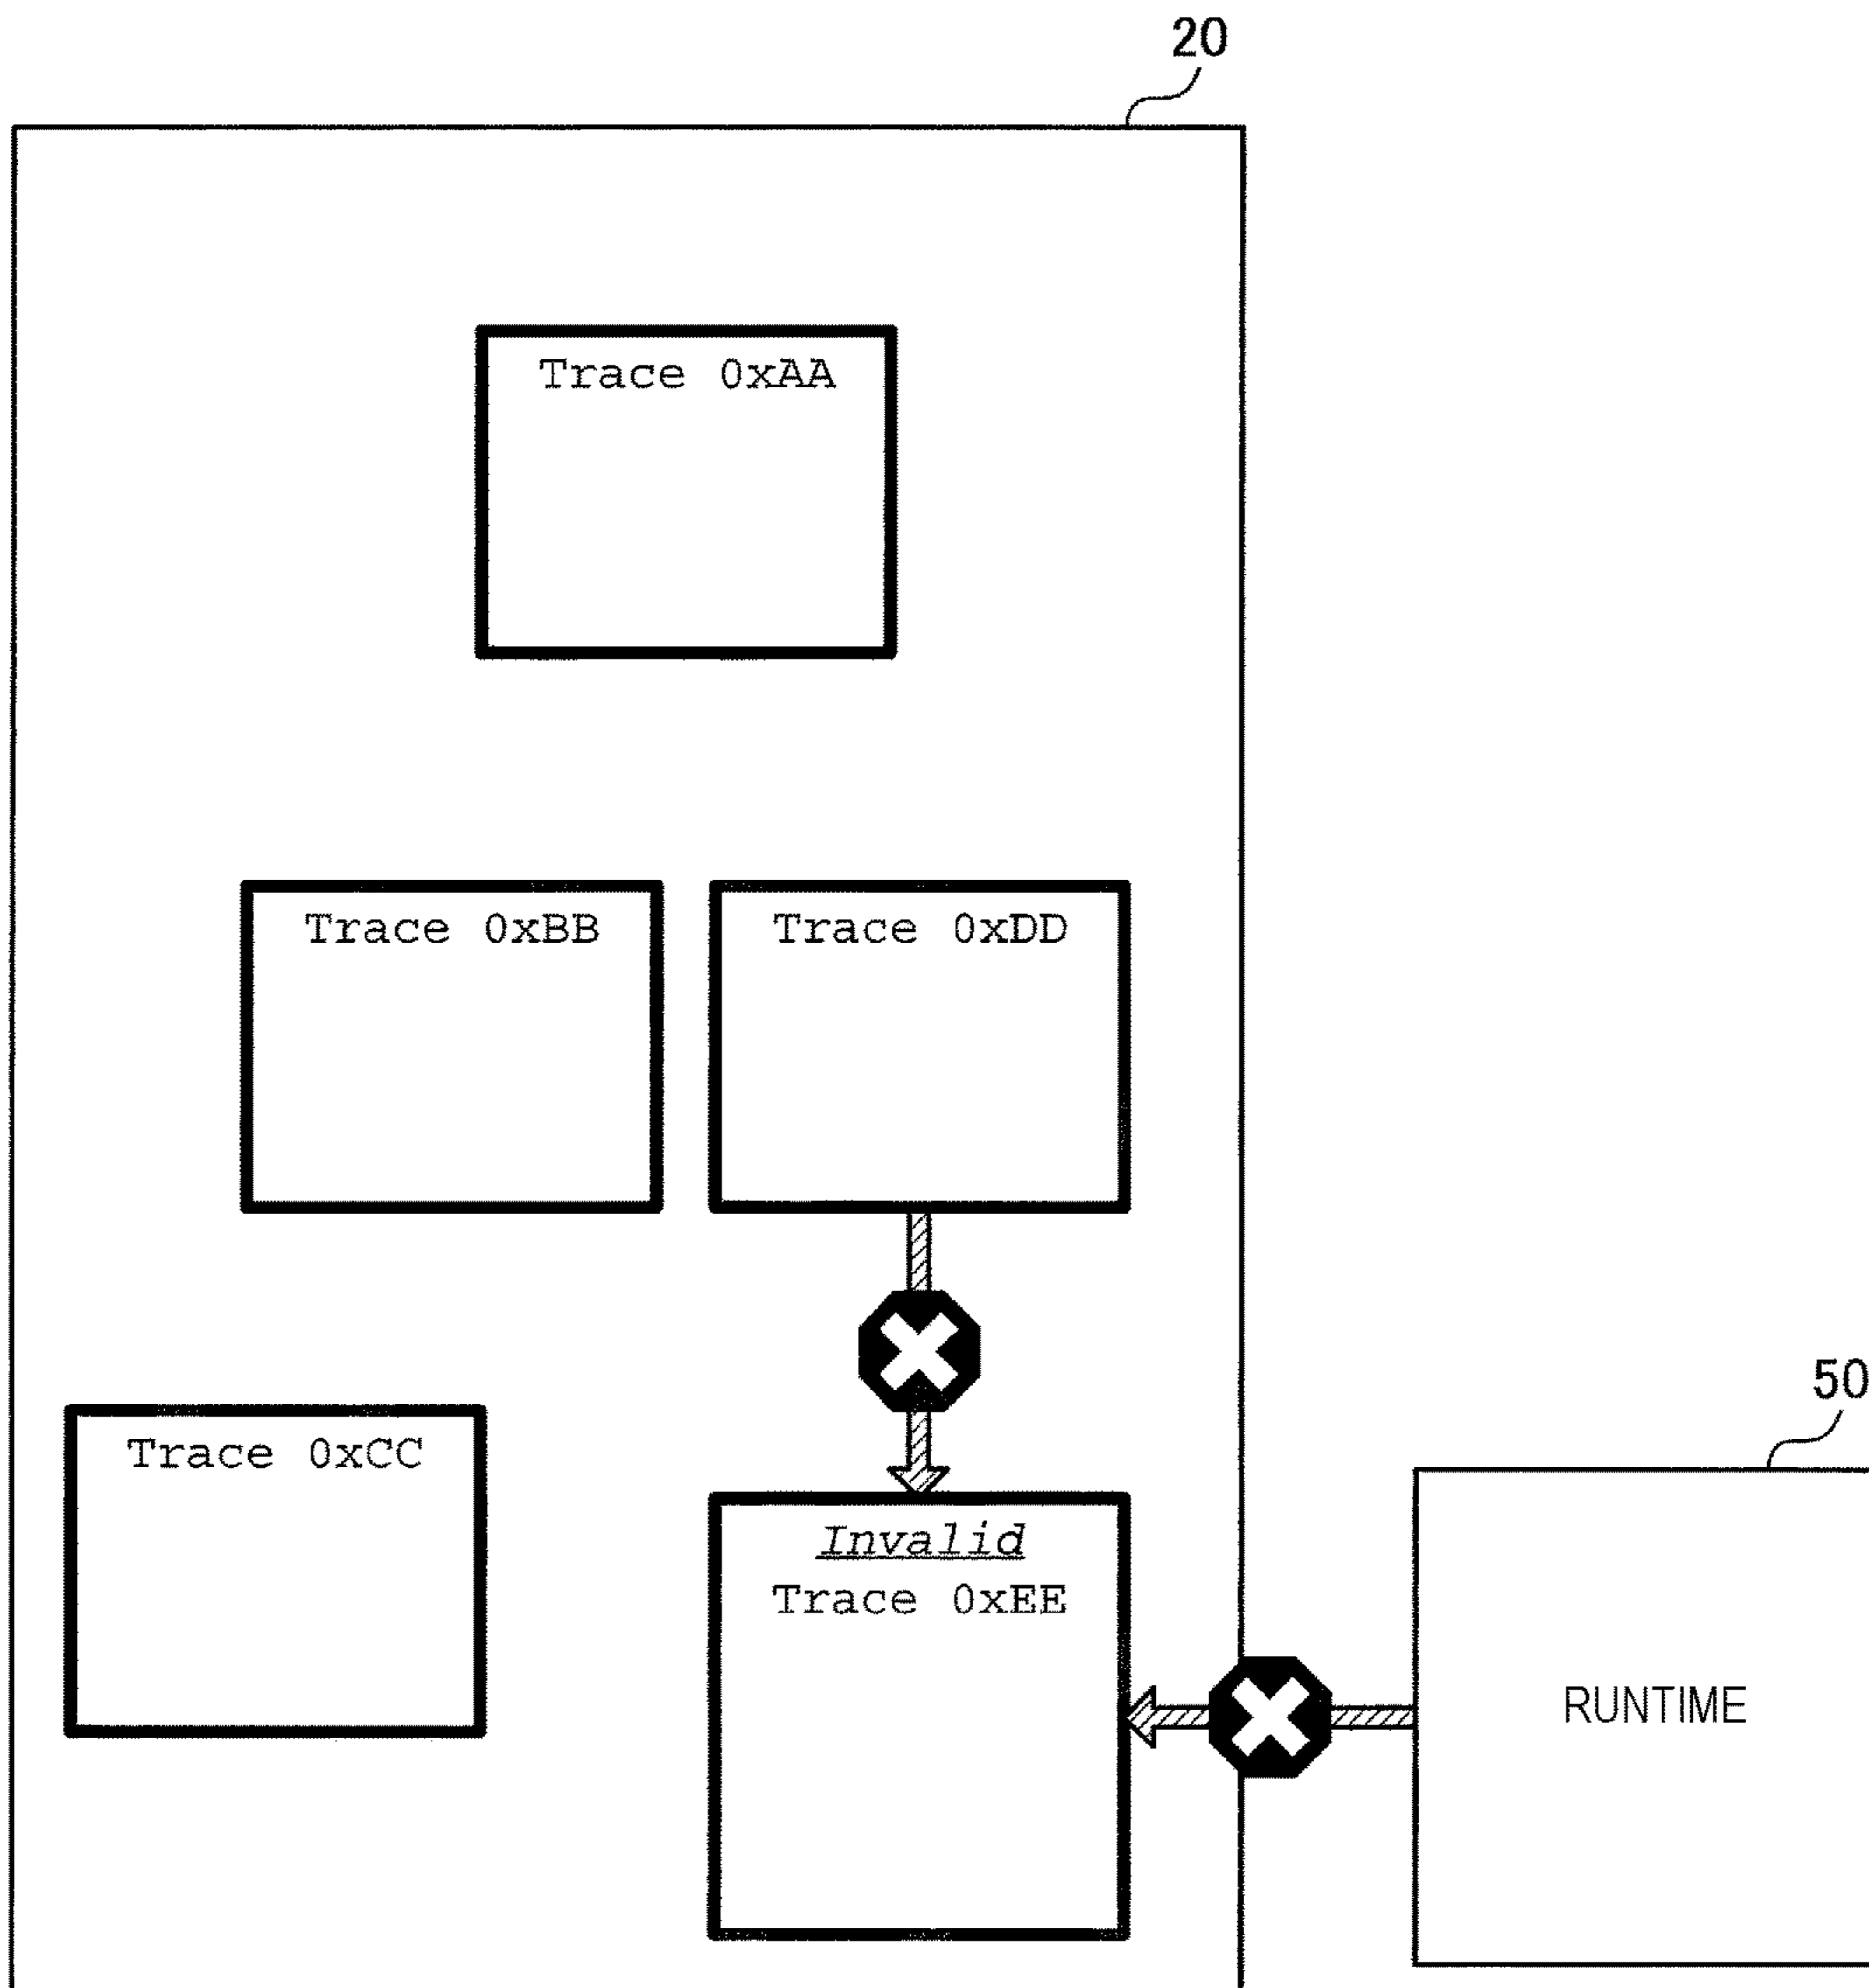 20
Trace 0xAA
Trace 0xBB
Trace 0xDD
Trace 0xCC
Invalid
Trace 0xEE
50
RUNTIME